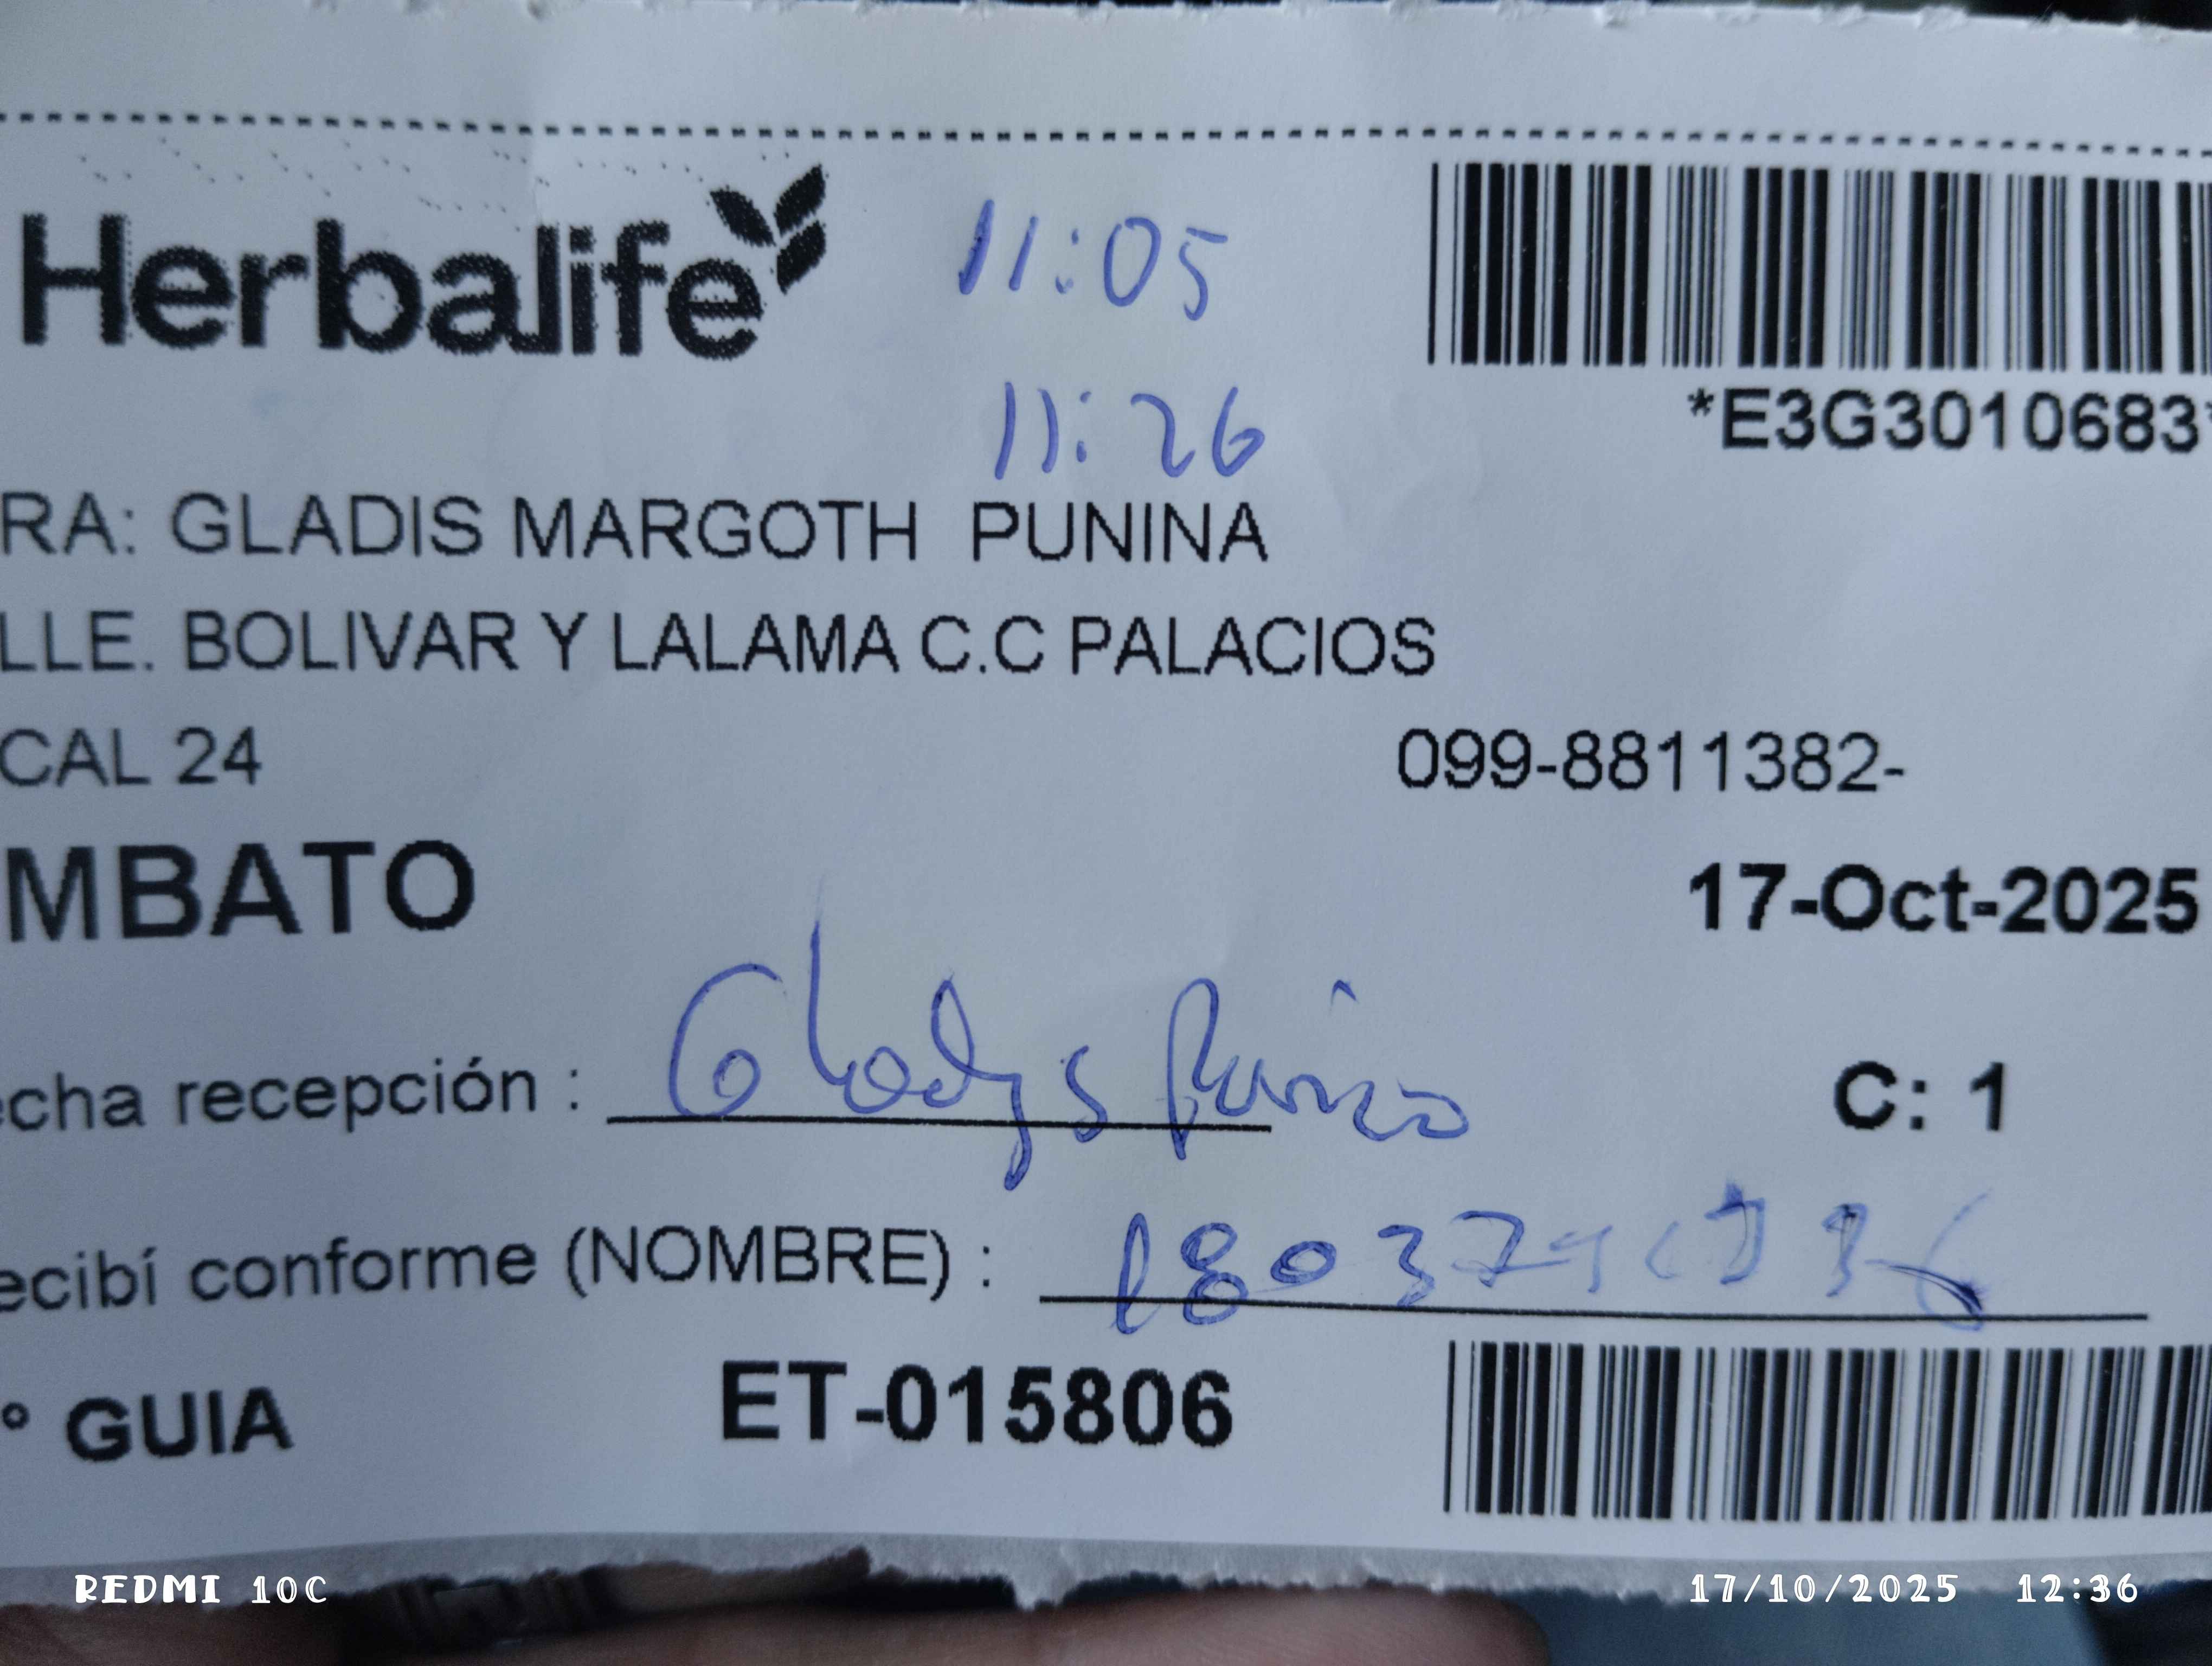 Herbalife 11:05
11:26
*E3G3010683*
RA: GLADIS MARGOTH PUNINA
LLE. BOLIVAR Y LALAMA C.C PALACIOS
CAL 24 099-8811382-
MBATO 17-Oct-2025
echa recepción : Gladys Punina C: 1
ecibí conforme (NOMBRE) :
° GUIA ET-015806
REDMI 10C 17/10/2025 12:36